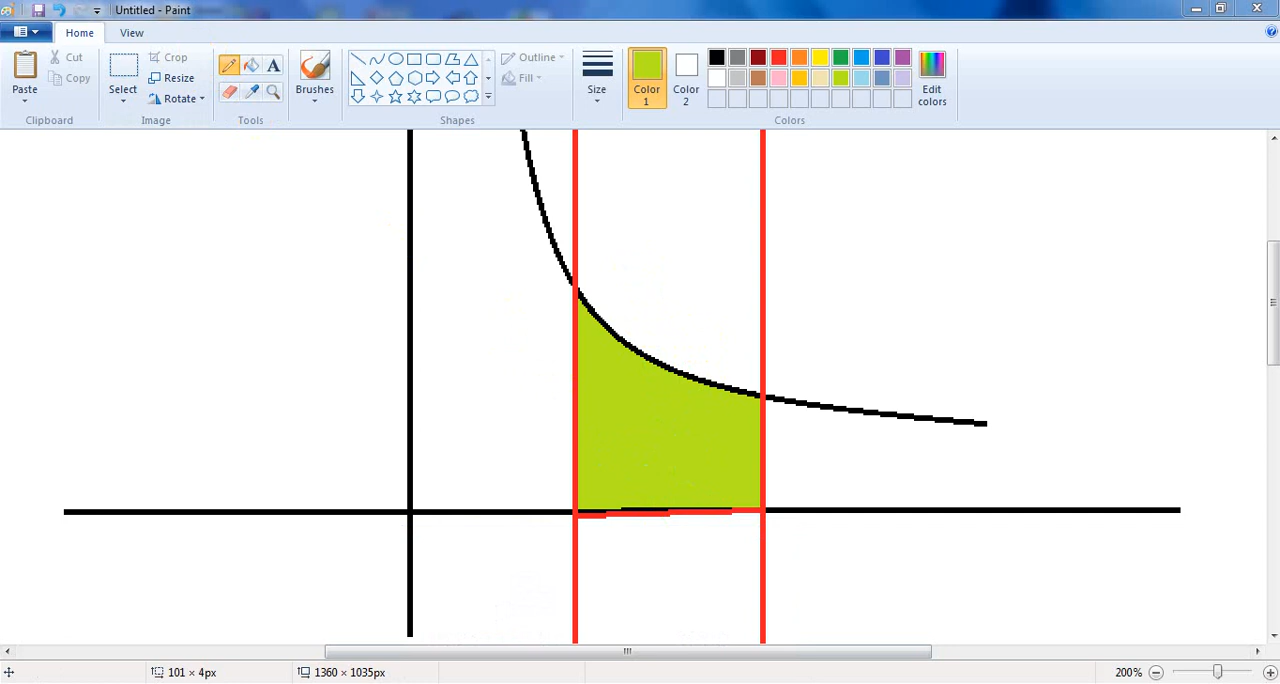 Untitled - Paint
Home View
Paste
Cut
Copy
Clipboard
Select
Crop
Resize
Rotate
Image
A
Tools
Brushes
Shapes
Outline
Fill
Size
Color 1
Color 2
Edit colors
Colors
101 × 4px
1360 × 1035px
200%